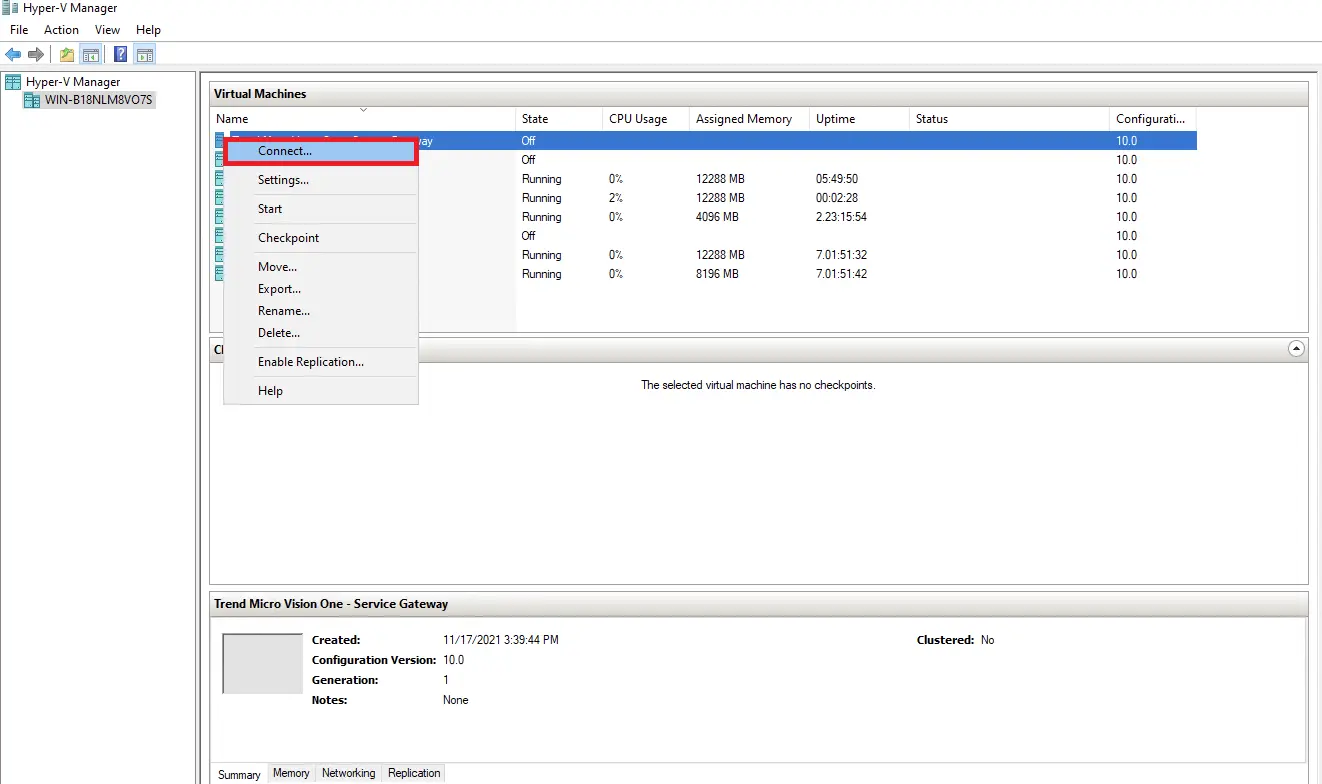 Hyper-V Manager
File Action View Help
Hyper-V Manager
WIN-B18NLM8VO7S
Virtual Machines
Name State CPU Usage Assigned Memory Uptime Status Configurati...
Off 10.0
Connect...
Off 10.0
Settings... Running 0% 12288 MB 05:49:50 10.0
Running 2% 12288 MB 00:02:28 10.0
Start Running 0% 4096 MB 2.23:15:54 10.0
Checkpoint Off 10.0
Running 0% 12288 MB 7.01:51:32 10.0
Move... Running 0% 8196 MB 7.01:51:42 10.0
Export...
Rename...
Delete...
Enable Replication...
The selected virtual machine has no checkpoints.
Help
Trend Micro Vision One - Service Gateway
Created: 11/17/2021 3:39:44 PM Clustered: No
Configuration Version: 10.0
Generation: 1
Notes: None
Summary Memory Networking Replication